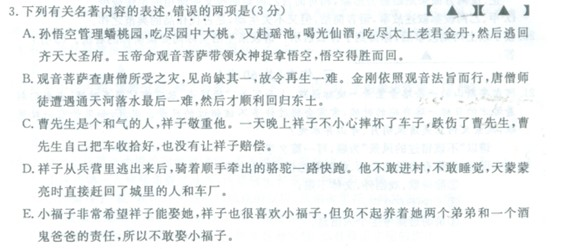 3.下列有关名著内容的表述,错误的两项是(3分) 【 ▲ 】【 ▲ 】
A.孙悟空管理蟠桃园,吃尽园中大桃。又赴瑶池,喝光仙酒,吃尽太上老君金丹,然后逃回
齐天大圣府。玉帝命观音菩萨带领众神捉拿悟空,悟空得胜而回。
B.观音菩萨查唐僧所受之灾,见尚缺其一,故令再生一难。金刚依照观音法旨而行,唐僧师
徒遭遇通天河落水最后一难,然后才顺利回归东土。
C.曹先生是个和气的人,祥子敬重他。一天晚上祥子不小心摔坏了车子,跌伤了曹先生,曹
先生自己把车收拾好,也没有让祥子赔偿。
D.祥子从兵营里逃出来后,骑着顺手牵出的骆驼一路快跑。他不敢进村,不敢睡觉,天蒙蒙
亮时直接赶回了城里的人和车厂。
E.小福子非常希望祥子能娶她,祥子也很喜欢小福子,但负不起养着她两个弟弟和一个酒
鬼爸爸的责任,所以不敢娶小福子。